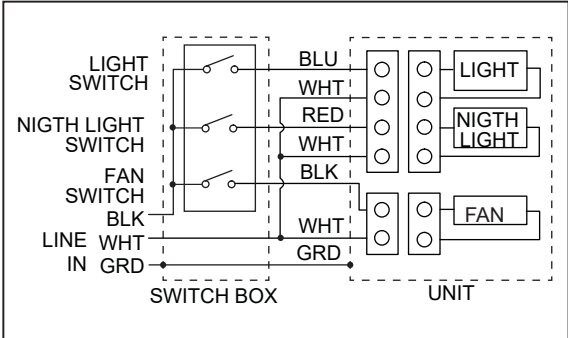 LIGHT
SWITCH
BLU
LIGHT
WHT
NIGTH LIGHT
SWITCH
RED
NIGTH
LIGHT
WHT
FAN
SWITCH
BLK
BLK
FAN
LINE WHT
WHT
IN GRD
GRD
SWITCH BOX
UNIT